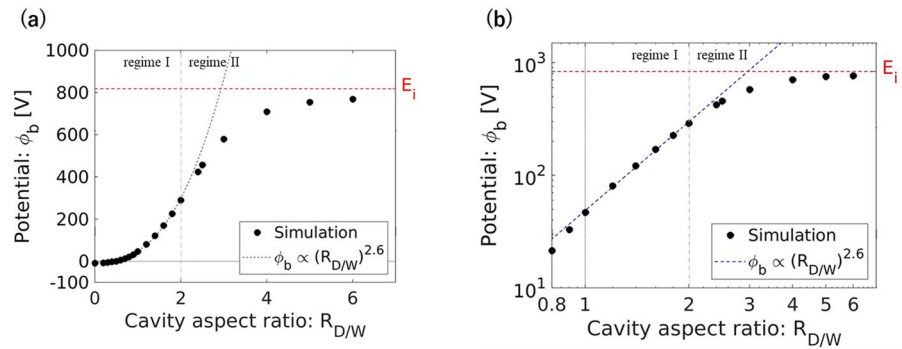 (a)
1000
800
600
400
200
0
-100
Potential: ϕb [V]
regime I
regime II
Ei
Simulation
ϕb ∝ (RD/W)2.6
0
2
4
6
Cavity aspect ratio: RD/W
(b)
103
102
101
Potential: ϕb [V]
regime I
regime II
Ei
Simulation
ϕb ∝ (RD/W)2.6
0.8
1
2
3
4
5
6
Cavity aspect ratio: RD/W